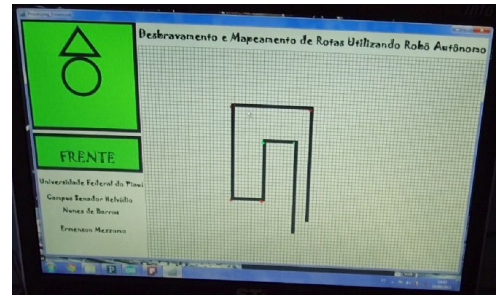 Desbravamento e Mapeamento de Rotas Utilizando Robô Autônomo
FRENTE
Universidade Federal do Piauí
Campus Senador Helvídio
Nunes de Barros
Ermenson Mezzomo